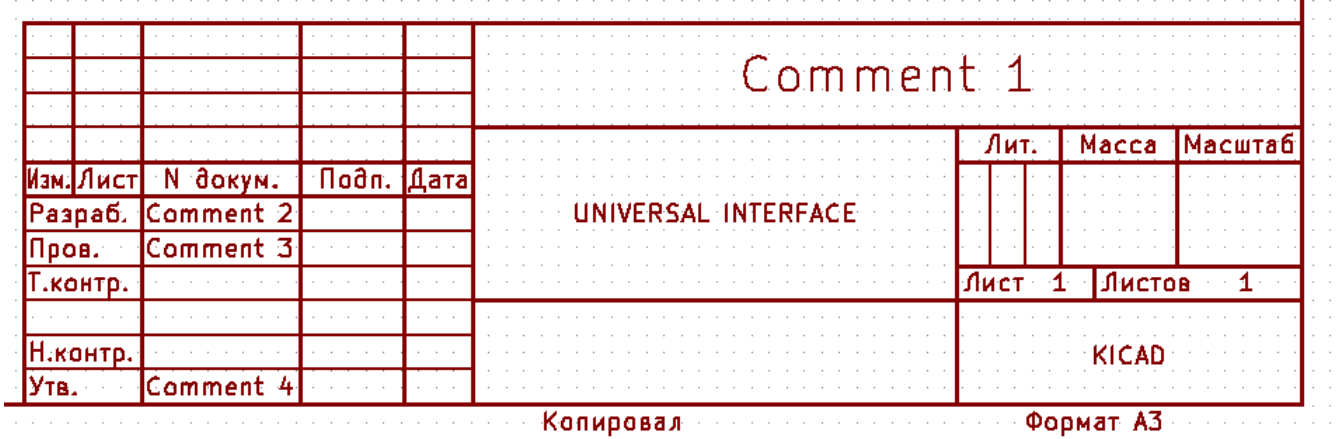 Comment 1
Лит. Масса Масштаб
Изм. Лист N докум. Подп. Дата
Разраб. Comment 2 UNIVERSAL INTERFACE
Пров. Comment 3
Т.контр. Лист 1 Листов 1
Н.контр. KICAD
Утв. Comment 4
Копировал Формат A3